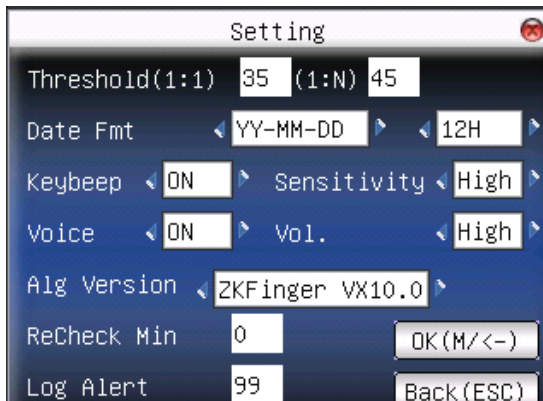 Setting
Threshold(1:1) 35 (1:N) 45
Date Fmt YY-MM-DD 12H
Keybeep ON Sensitivity High
Voice ON Vol. High
Alg Version ZKFinger VX10.0
ReCheck Min 0 OK(M/<-)
Log Alert 99 Back(ESC)